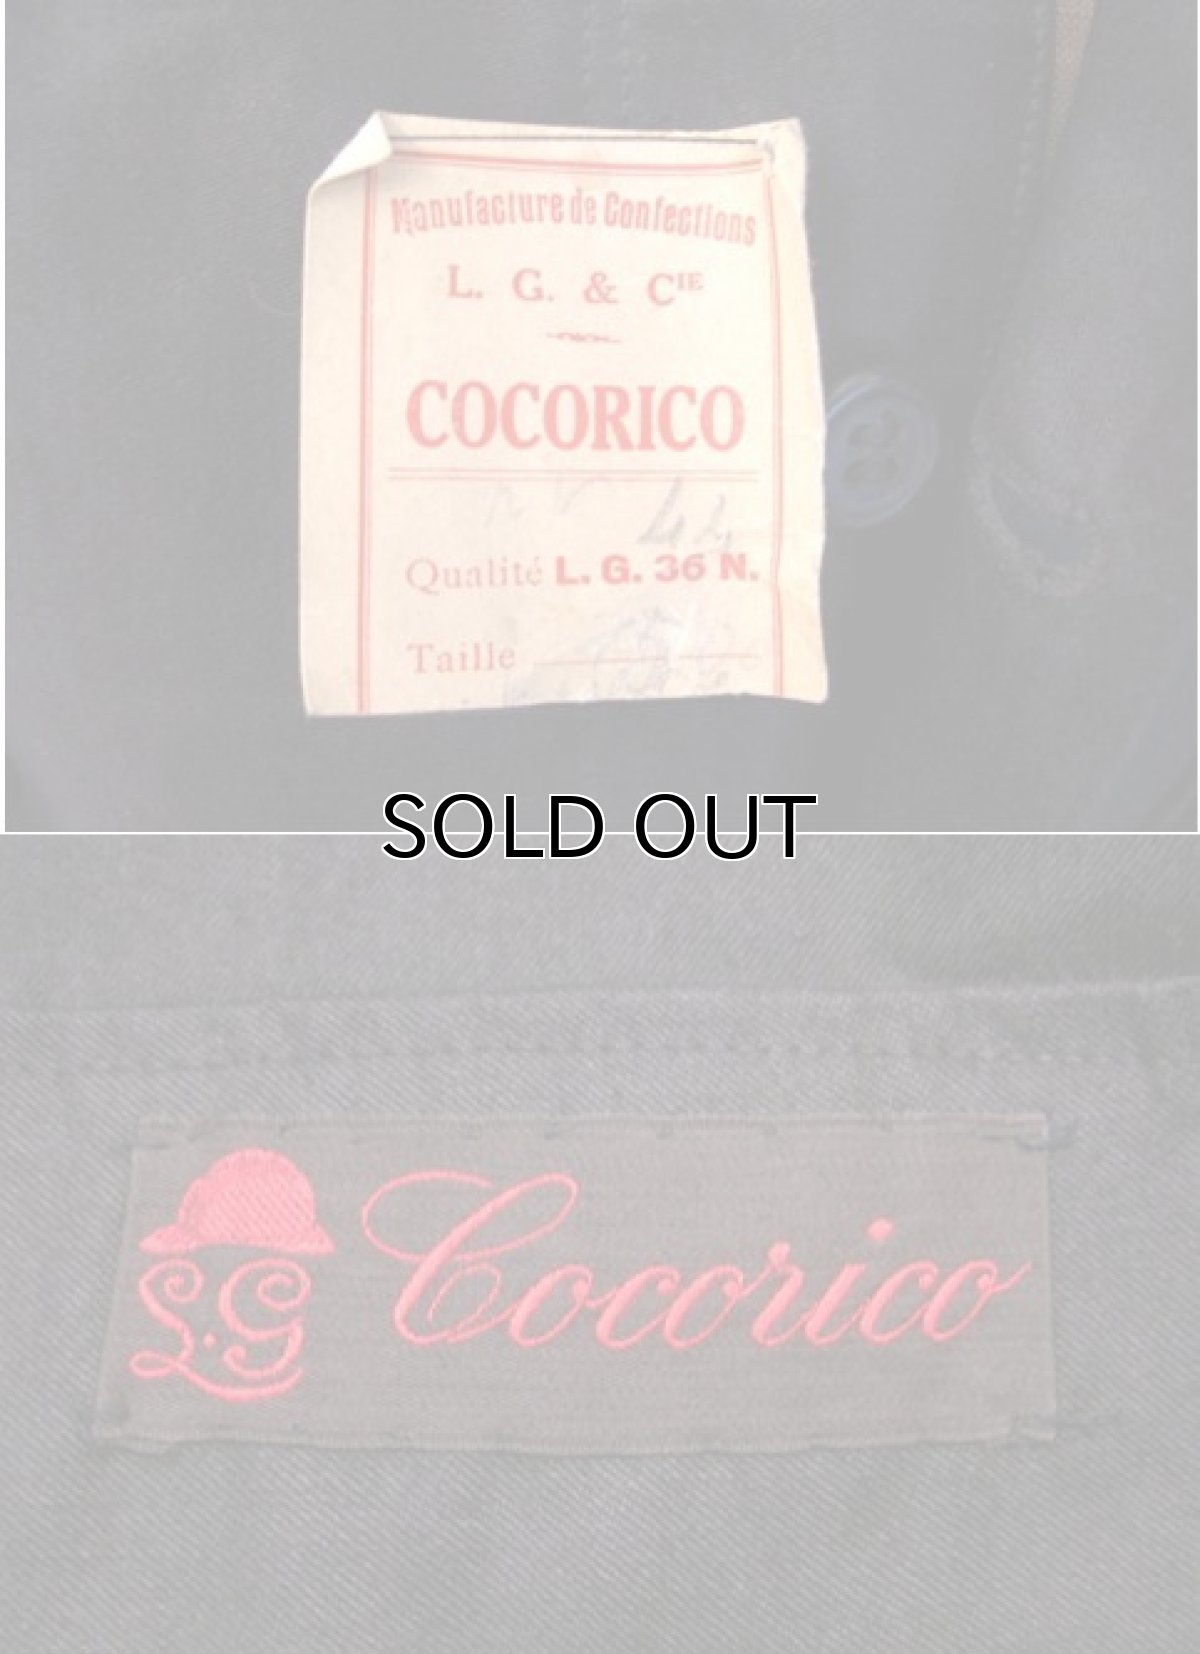 Manufacture de Confections
L. G. & CIE
COCORICO
Qualité L. G. 36 N.
Taille
SOLD OUT
L.G Cocorico